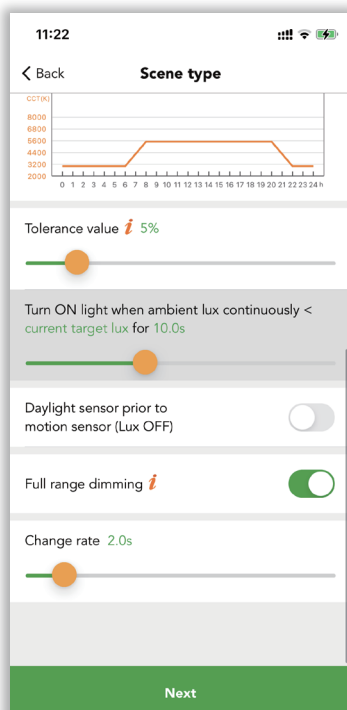 11:22
Back
Scene type
CCT(K)
8000
6800
5600
4400
3200
2000
0 1 2 3 4 5 6 7 8 9 10 11 12 13 14 15 16 17 18 19 20 21 22 23 24 h
Tolerance value i 5%
Turn ON light when ambient lux continuously <
current target lux for 10.0s
Daylight sensor prior to
motion sensor (Lux OFF)
Full range dimming i
Change rate 2.0s
Next